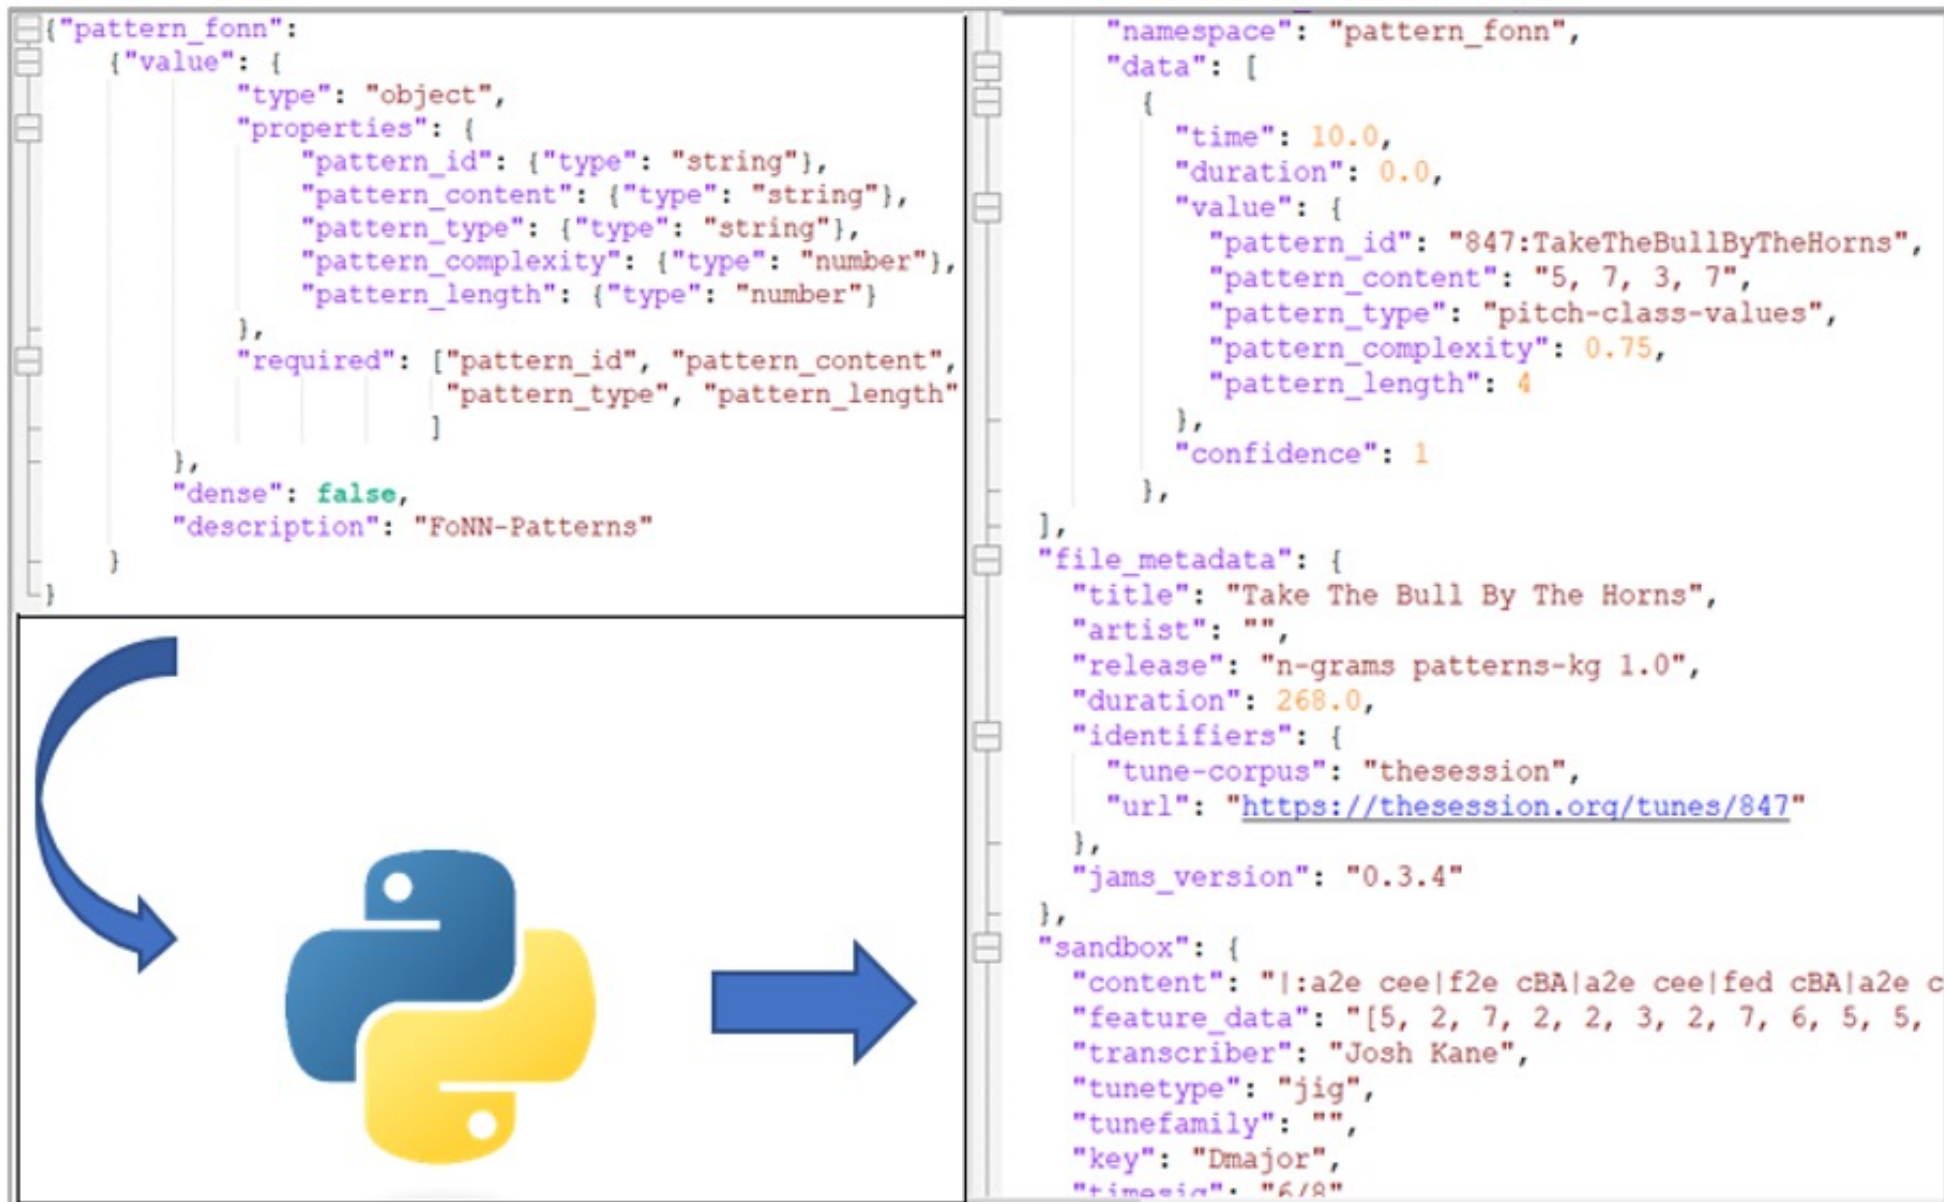 {"pattern_fonn":
{"value": {
"type": "object",
"properties": {
"pattern_id": {"type": "string"},
"pattern_content": {"type": "string"},
"pattern_type": {"type": "string"},
"pattern_complexity": {"type": "number"},
"pattern_length": {"type": "number"}
},
"required": ["pattern_id", "pattern_content",
"pattern_type", "pattern_length"
]
},
"dense": false,
"description": "FoNN-Patterns"
}
}
"namespace": "pattern_fonn",
"data": [
{
"time": 10.0,
"duration": 0.0,
"value": {
"pattern_id": "847:TakeTheBullByTheHorns",
"pattern_content": "5, 7, 3, 7",
"pattern_type": "pitch-class-values",
"pattern_complexity": 0.75,
"pattern_length": 4
},
"confidence": 1
},
],
"file_metadata": {
"title": "Take The Bull By The Horns",
"artist": "",
"release": "n-grams patterns-kg 1.0",
"duration": 268.0,
"identifiers": {
"tune-corpus": "thesession",
"url": "https://thesession.org/tunes/847"
},
"jams_version": "0.3.4"
},
"sandbox": {
"content": "|:a2e cee|f2e cBA|a2e cee|fed cBA|a2e c
"feature_data": "[5, 2, 7, 2, 2, 3, 2, 7, 6, 5, 5,
"transcriber": "Josh Kane",
"tunetype": "jig",
"tunefamily": "",
"key": "Dmajor",
"timesig": "6/8"